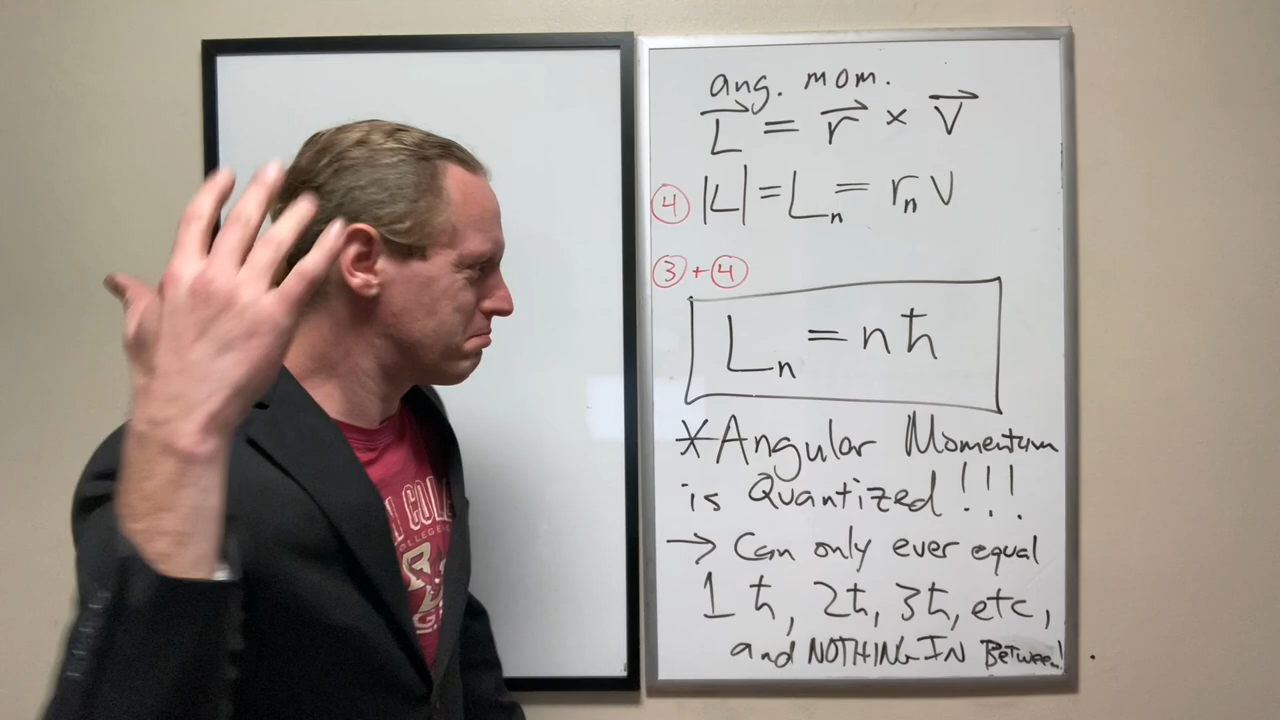 ang. mom.
L⃗ = r⃗ × v⃗
④ |L| = Lₙ = rₙ v
③ + ④
Lₙ = nħ
*Angular Momentum
is Quantized!!!
→ Can only ever equal
1ħ, 2ħ, 3ħ, etc,
and NOTHING IN BETWEEN!